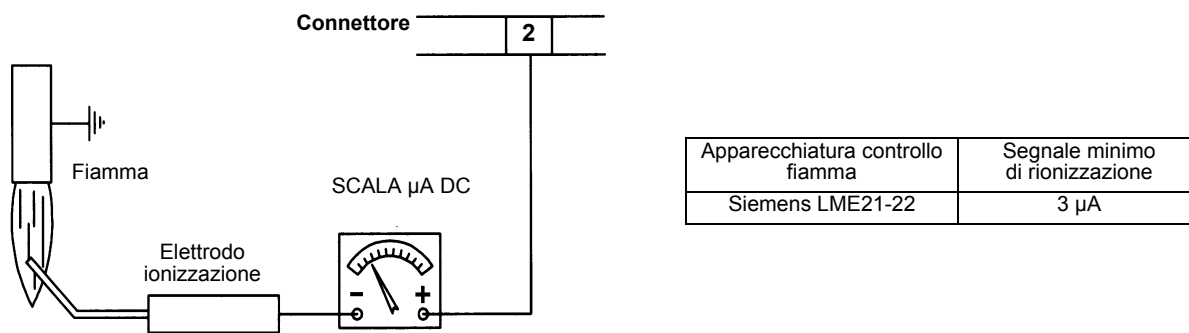 Connettore
2
Fiamma
SCALA µA DC
Elettrodo
ionizzazione
- +
Apparecchiatura controllo
fiamma
Segnale minimo
di rionizzazione
Siemens LME21-22
3 µA